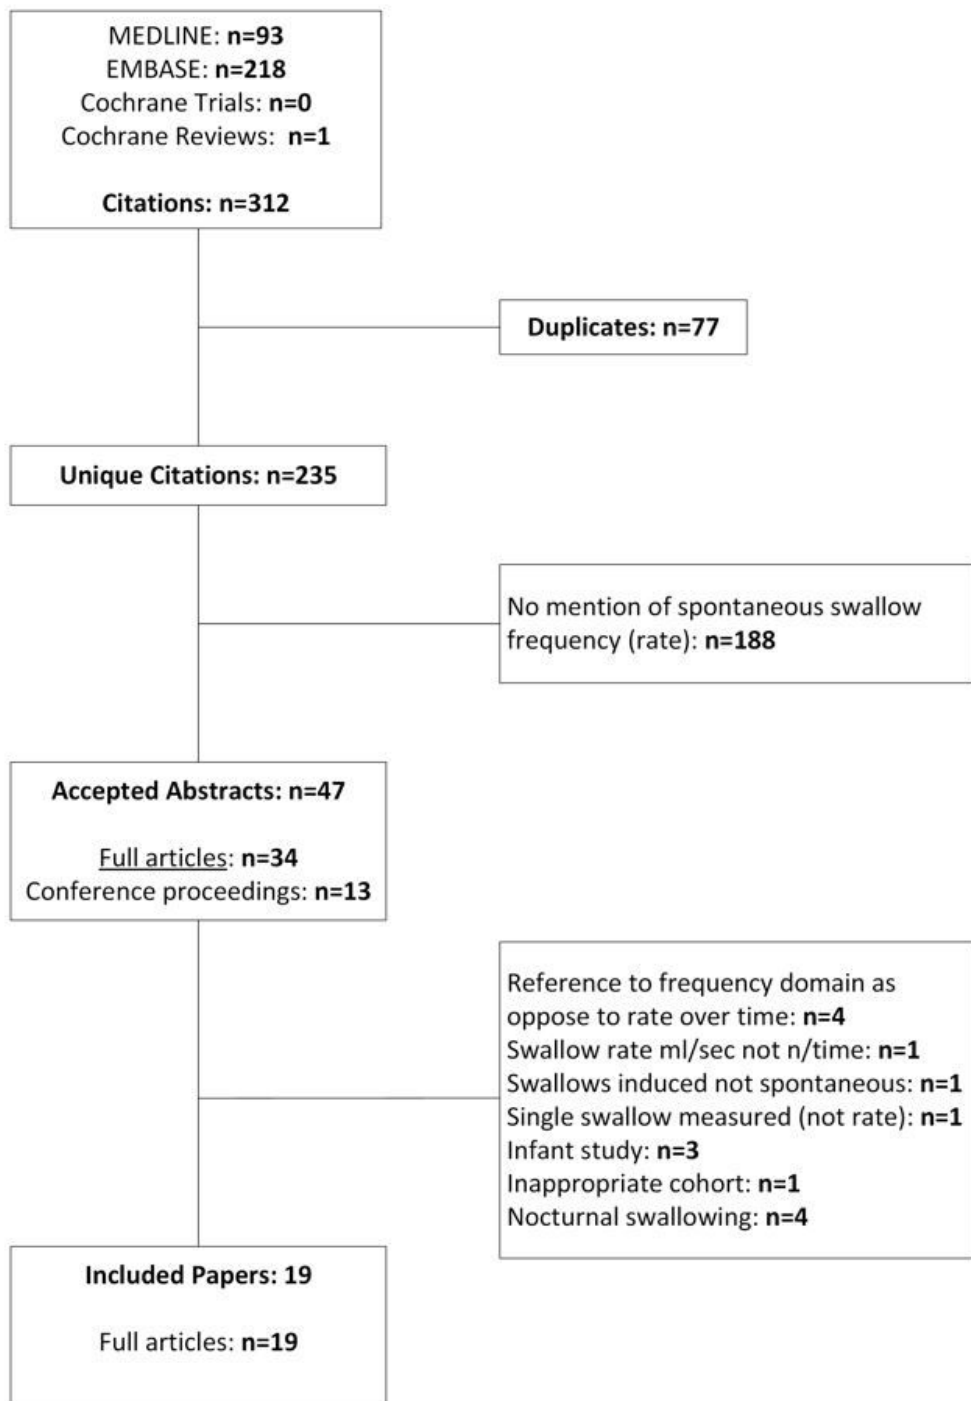 MEDLINE: n=93
EMBASE: n=218
Cochrane Trials: n=0
Cochrane Reviews: n=1
Citations: n=312
Duplicates: n=77
Unique Citations: n=235
No mention of spontaneous swallow
frequency (rate): n=188
Accepted Abstracts: n=47
Full articles: n=34
Conference proceedings: n=13
Reference to frequency domain as
oppose to rate over time: n=4
Swallow rate ml/sec not n/time: n=1
Swallows induced not spontaneous: n=1
Single swallow measured (not rate): n=1
Infant study: n=3
Inappropriate cohort: n=1
Nocturnal swallowing: n=4
Included Papers: 19
Full articles: n=19